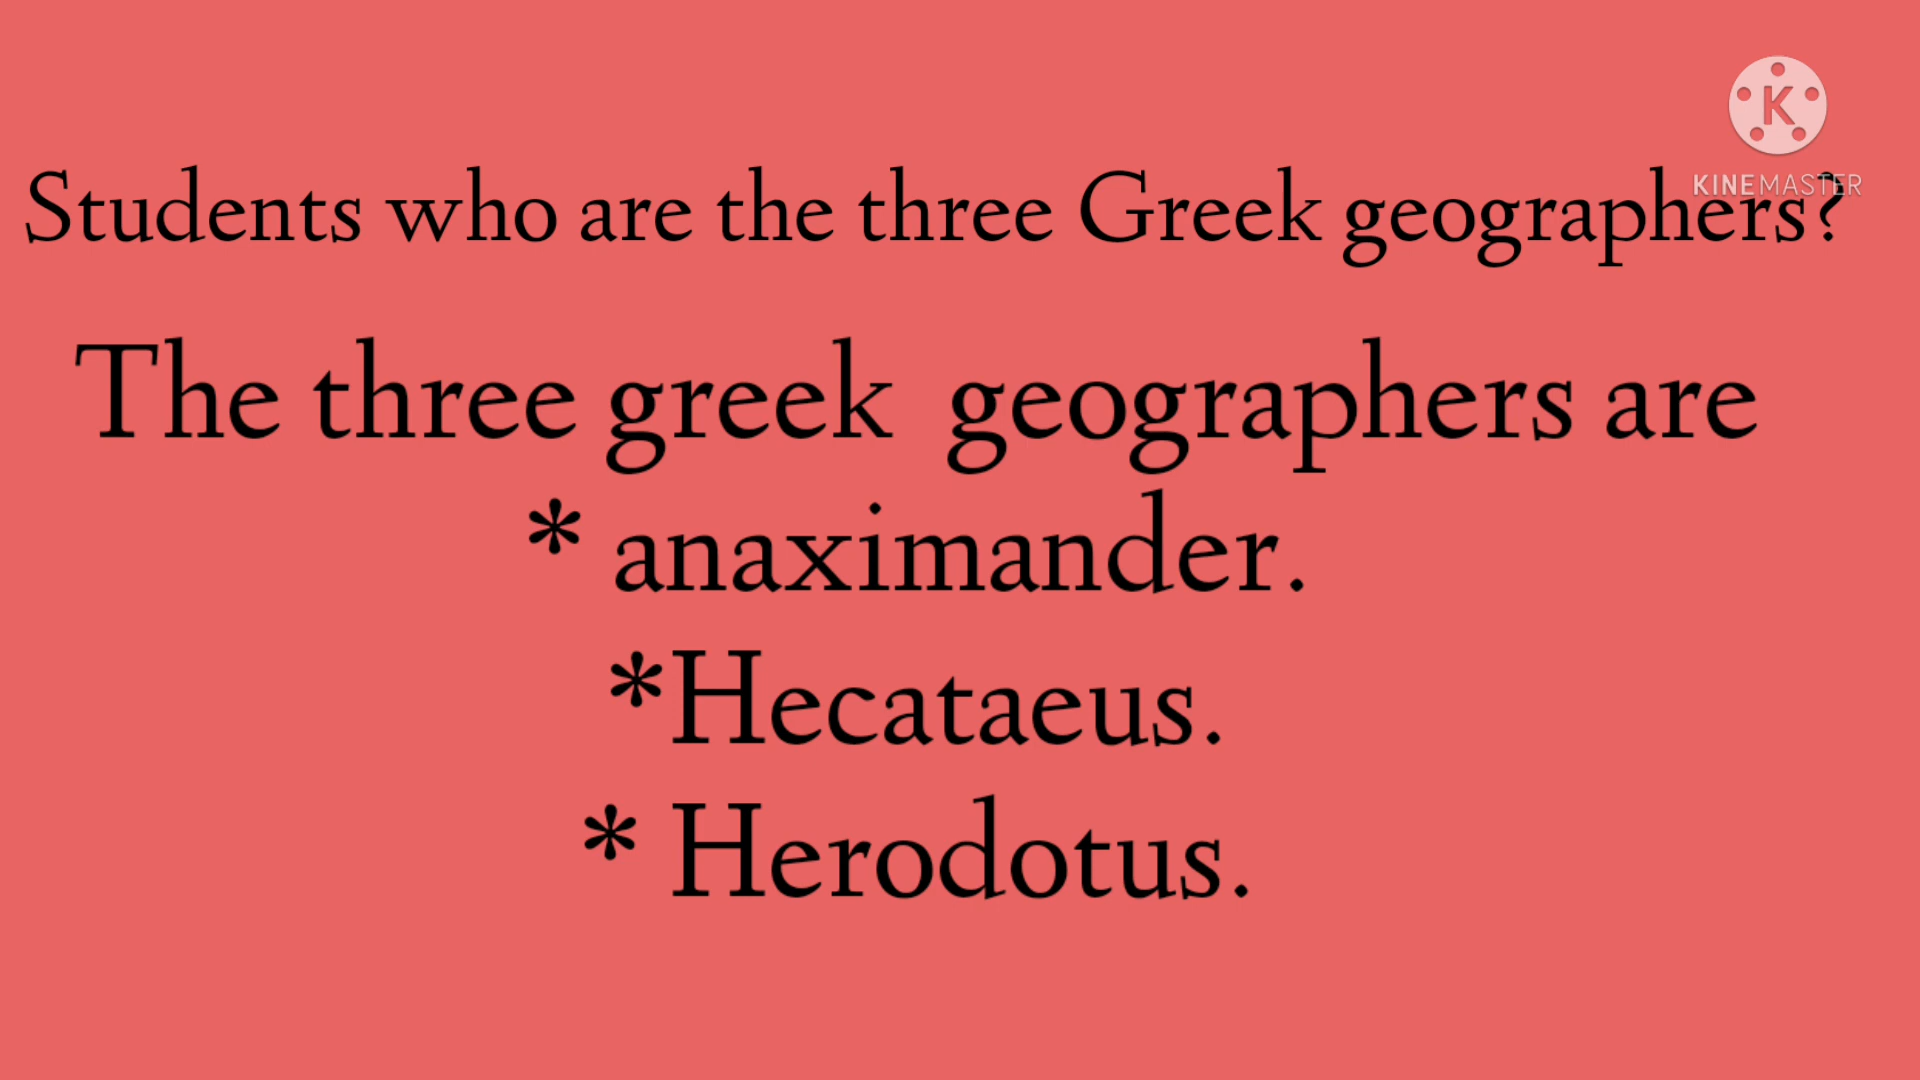 K
KINEMASTER
Students who are the three Greek geographers?
The three greek  geographers are
* anaximander.
*Hecataeus.
* Herodotus.